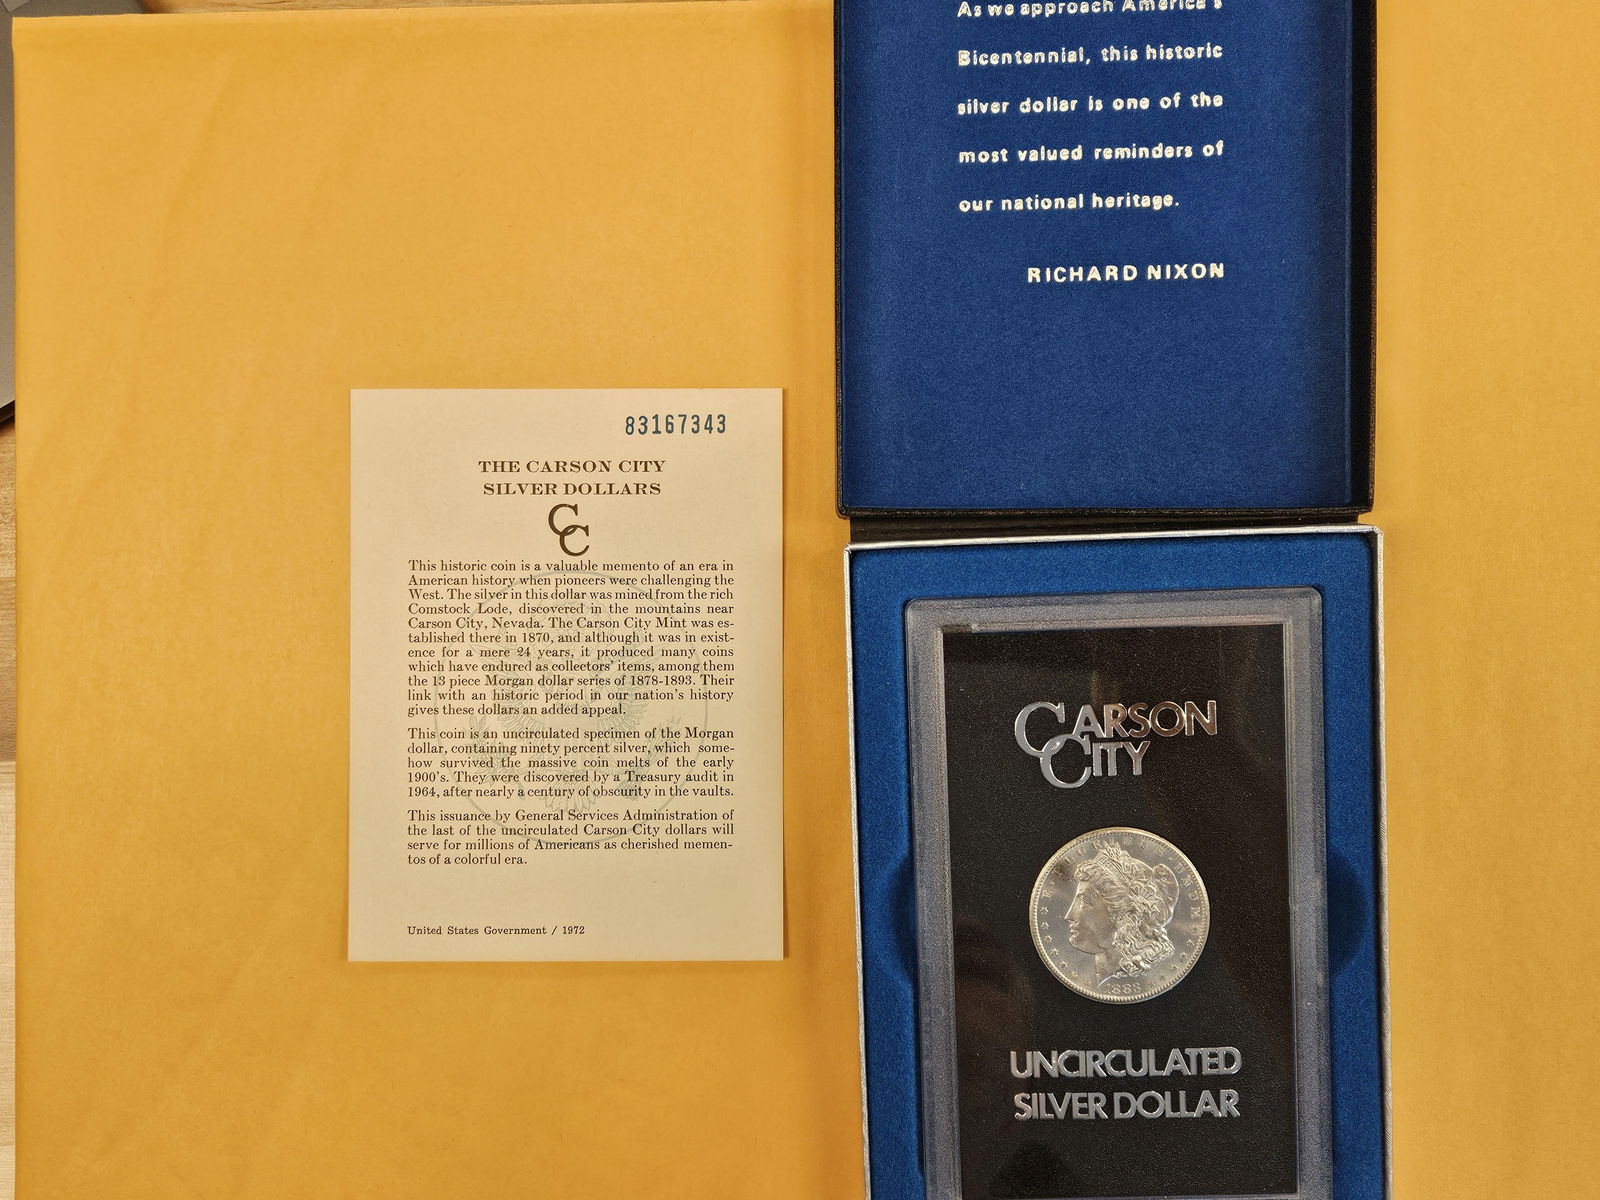 As we approach America's
Bicentennial, this historic
silver dollar is one of the
most valued reminders of
our national heritage.
RICHARD NIXON
83167343
THE CARSON CITY
SILVER DOLLARS
CC
This historic coin is a valuable memento of an era in
American history when pioneers were challenging the
West. The silver in this dollar was mined from the rich
Comstock Lode, discovered in the mountains near
Carson City, Nevada. The Carson City Mint was es-
tablished there in 1870, and although it was in exist-
ence for a mere 24 years, it produced many coins
which have endured as collectors' items, among them
the 13 piece Morgan dollar series of 1878-1893. Their
link with an historic period in our nation's history
gives these dollars an added appeal.
This coin is an uncirculated specimen of the Morgan
dollar, containing ninety percent silver, which some-
how survived the massive coin melts of the early
1900's. They were discovered by a Treasury audit in
1964, after nearly a century of obscurity in the vaults.
This issuance by General Services Administration of
the last of the uncirculated Carson City dollars will
serve for millions of Americans as cherished memen-
tos of a colorful era.
United States Government / 1972
CARSON
CITY
UNCIRCULATED
SILVER DOLLAR